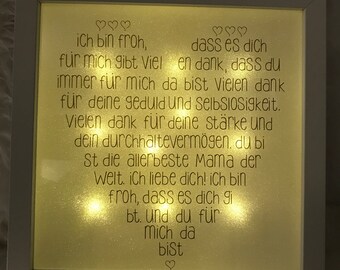 ich bin froh, dass es dich
für mich gibt Viel en dank, dass du
immer für mich da bist Vielen dank
für deine geduld und selbslosigkeit.
Vielen dank für deine stärke und
dein durchhaltevermögen. du bi
st die allerbeste Mama der
Welt. ich liebe dich! ich bin
froh, dass es dich gi
bt. und du für
mich da
bist